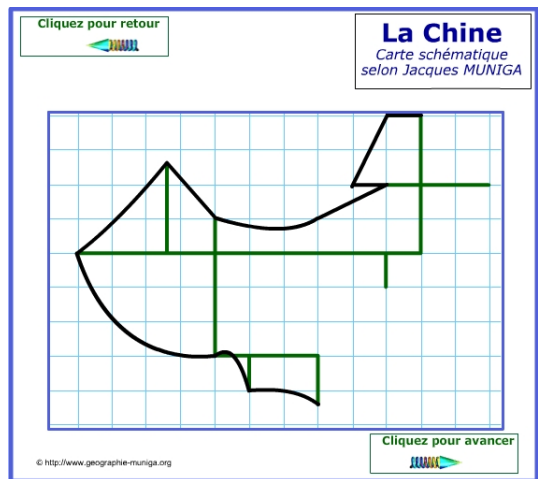 Cliquez pour retour
La Chine
Carte schématique
selon Jacques MUNIGA
Cliquez pour avancer
© http://www.geographie-muniga.org